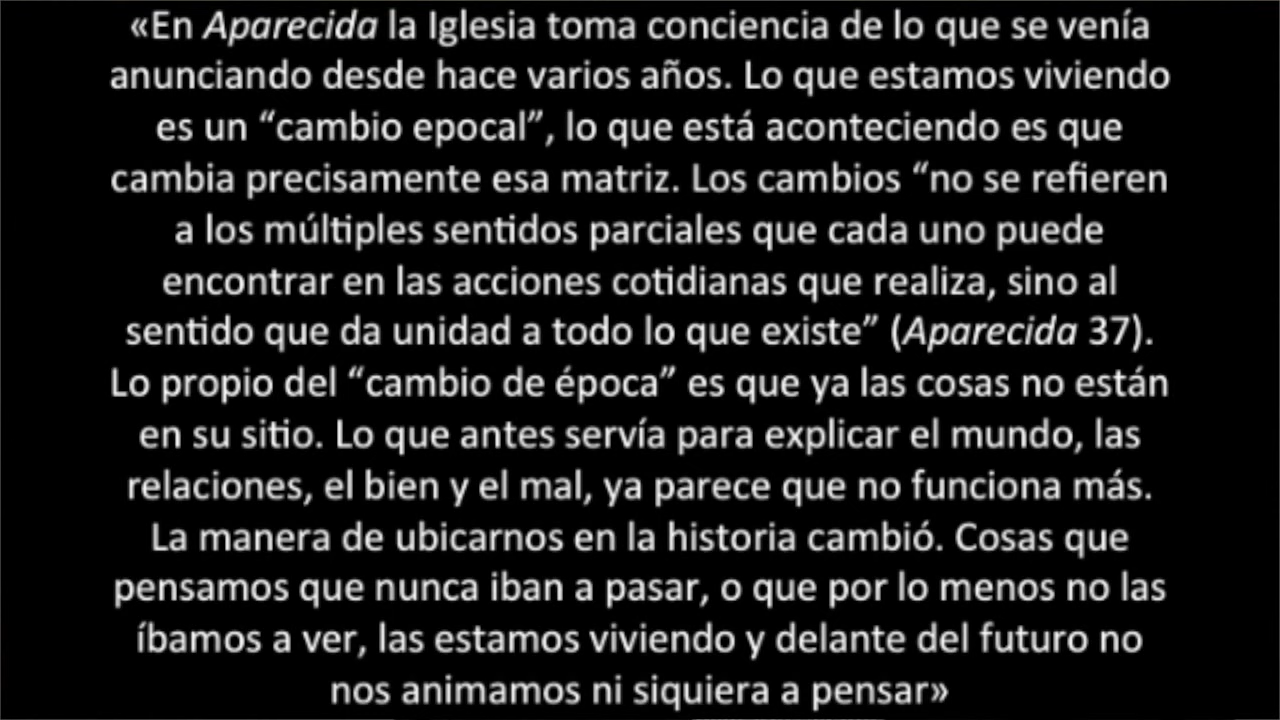 «En Aparecida la Iglesia toma conciencia de lo que se venía
anunciando desde hace varios años. Lo que estamos viviendo
es un “cambio epocal”, lo que está aconteciendo es que
cambia precisamente esa matriz. Los cambios “no se refieren
a los múltiples sentidos parciales que cada uno puede
encontrar en las acciones cotidianas que realiza, sino al
sentido que da unidad a todo lo que existe” (Aparecida 37).
Lo propio del “cambio de época” es que ya las cosas no están
en su sitio. Lo que antes servía para explicar el mundo, las
relaciones, el bien y el mal, ya parece que no funciona más.
La manera de ubicarnos en la historia cambió. Cosas que
pensamos que nunca iban a pasar, o que por lo menos no las
íbamos a ver, las estamos viviendo y delante del futuro no
nos animamos ni siquiera a pensar»